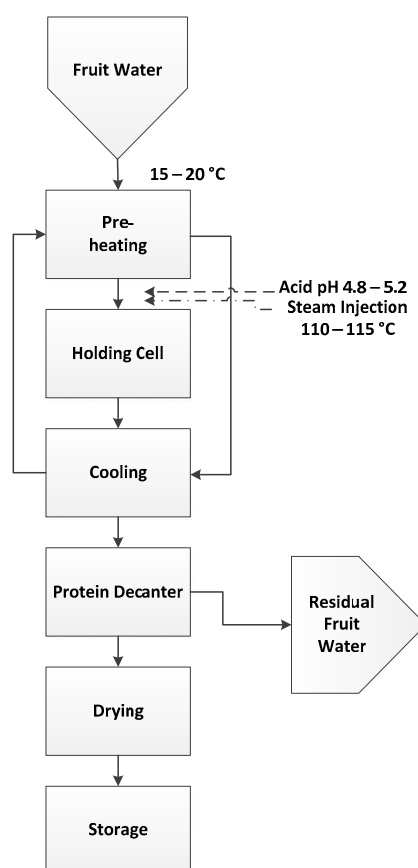 Fruit Water
15 – 20 °C
Pre-
heating
Acid pH 4.8 – 5.2
Steam Injection
110 – 115 °C
Holding Cell
Cooling
Protein Decanter
Residual
Fruit
Water
Drying
Storage